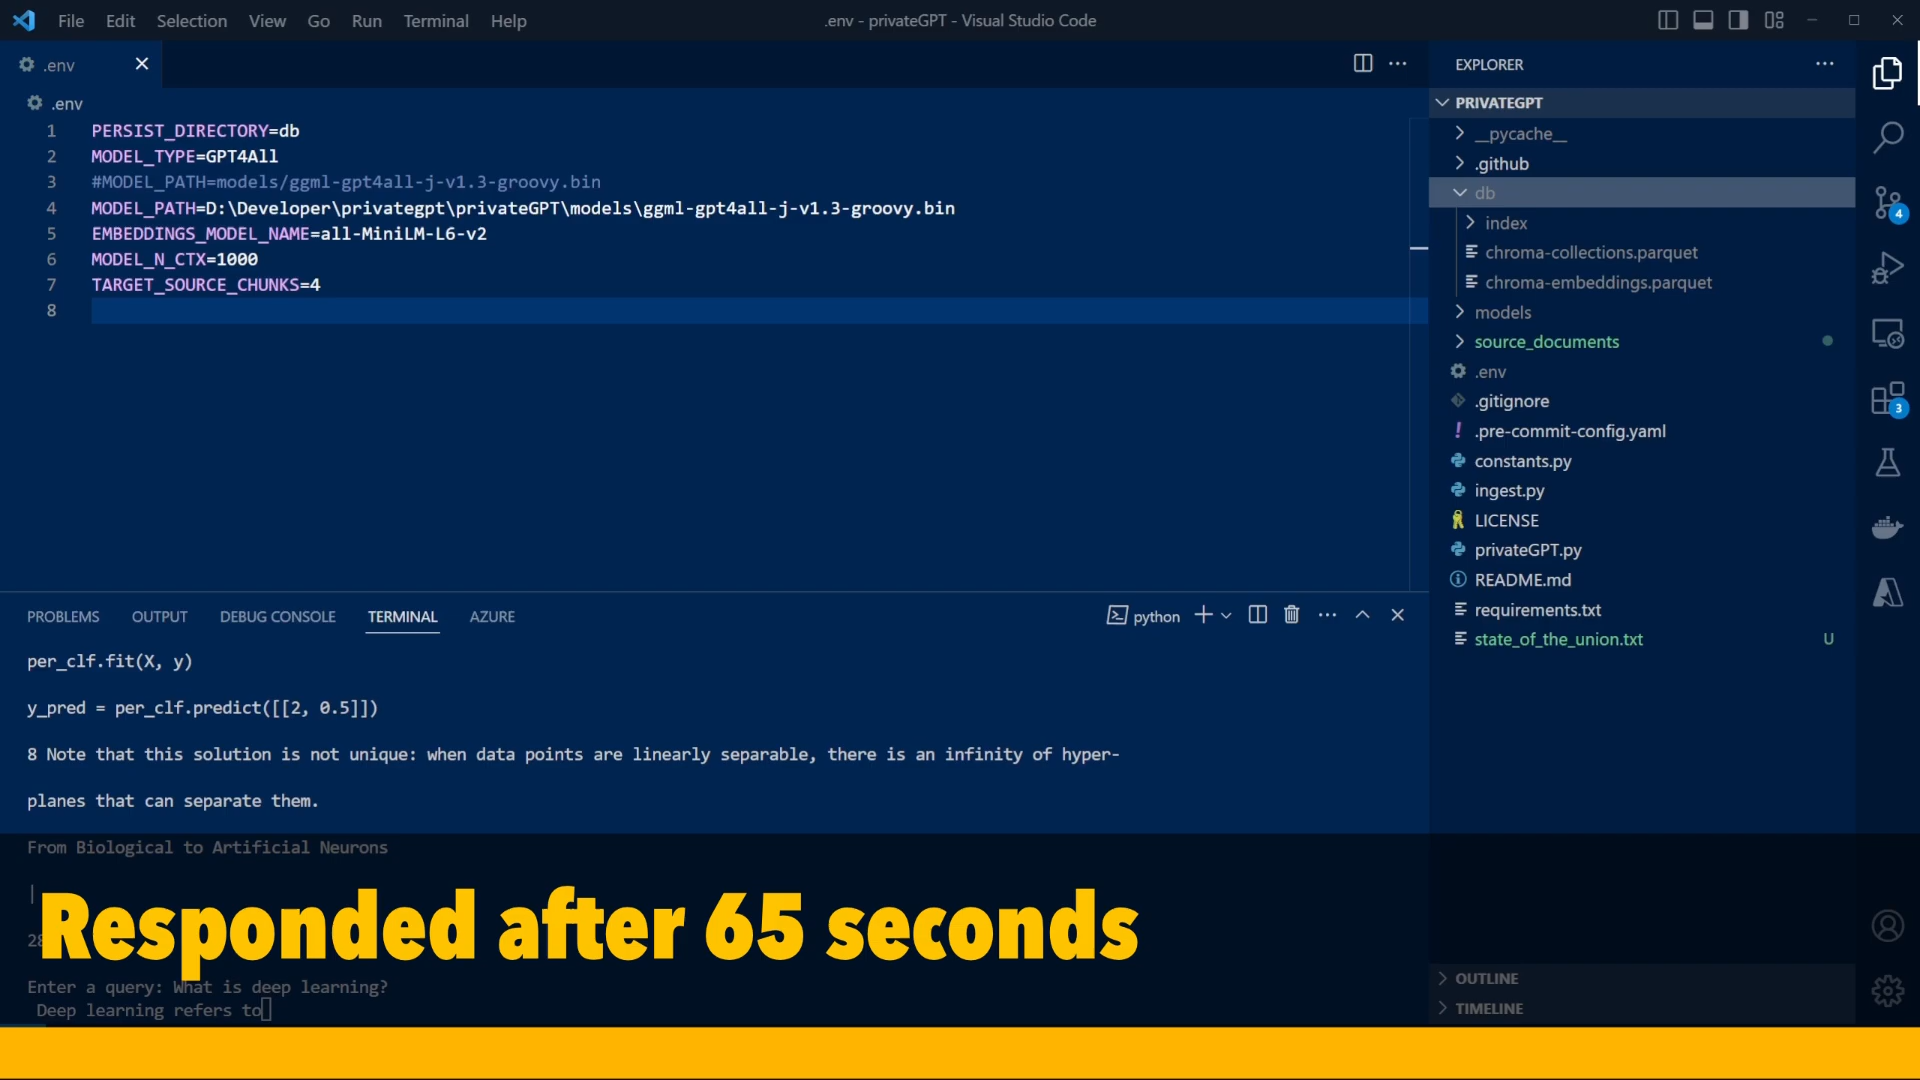 File Edit Selection View Go Run Terminal Help
.env - privateGPT - Visual Studio Code
.env
.env
1 PERSIST_DIRECTORY=db
2 MODEL_TYPE=GPT4All
3 #MODEL_PATH=models/ggml-gpt4all-j-v1.3-groovy.bin
4 MODEL_PATH=D:\Developer\privategpt\privateGPT\models\ggml-gpt4all-j-v1.3-groovy.bin
5 EMBEDDINGS_MODEL_NAME=all-MiniLM-L6-v2
6 MODEL_N_CTX=1000
7 TARGET_SOURCE_CHUNKS=4
8
PROBLEMS OUTPUT DEBUG CONSOLE TERMINAL AZURE
python
per_clf.fit(X, y)
y_pred = per_clf.predict([[2, 0.5]])
8 Note that this solution is not unique: when data points are linearly separable, there is an infinity of hyper-
planes that can separate them.
From Biological to Artificial Neurons
|
Responded after 65 seconds
Enter a query: What is deep learning?
Deep learning refers to
EXPLORER
PRIVATEGPT
__pycache__
.github
db
index
chroma-collections.parquet
chroma-embeddings.parquet
models
source_documents
.env
.gitignore
.pre-commit-config.yaml
constants.py
ingest.py
LICENSE
privateGPT.py
README.md
requirements.txt
state_of_the_union.txt U
OUTLINE
TIMELINE
4
3